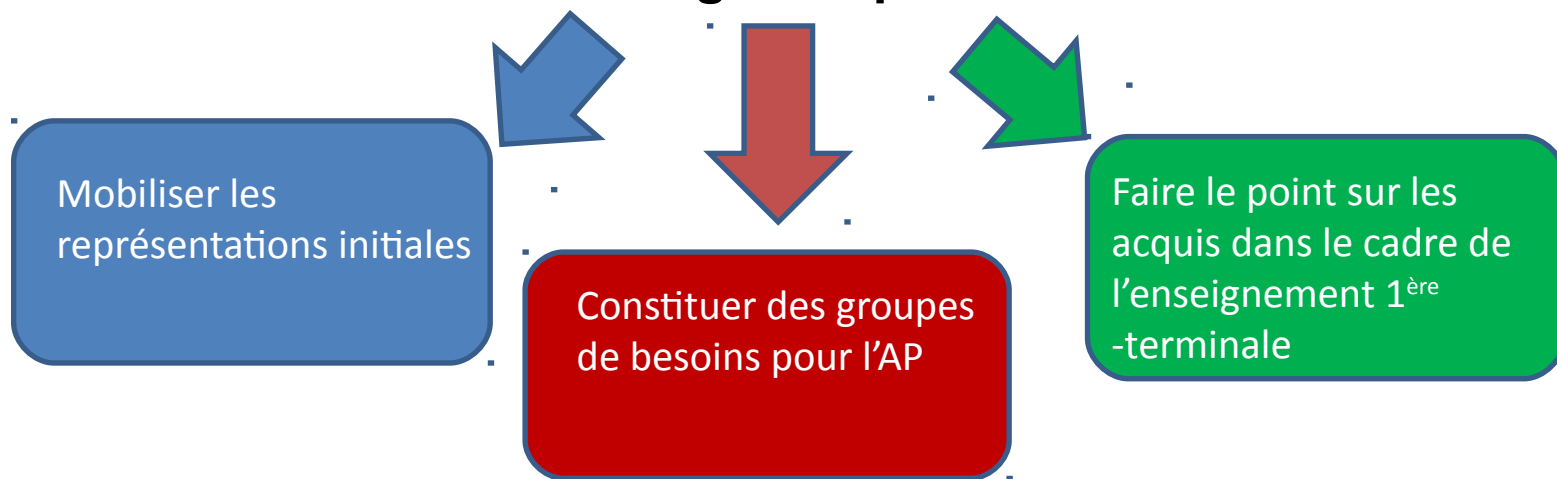 Mobiliser les
représentations initiales
Constituer des groupes
de besoins pour l’AP
Faire le point sur les
acquis dans le cadre de
l’enseignement 1ère
-terminale